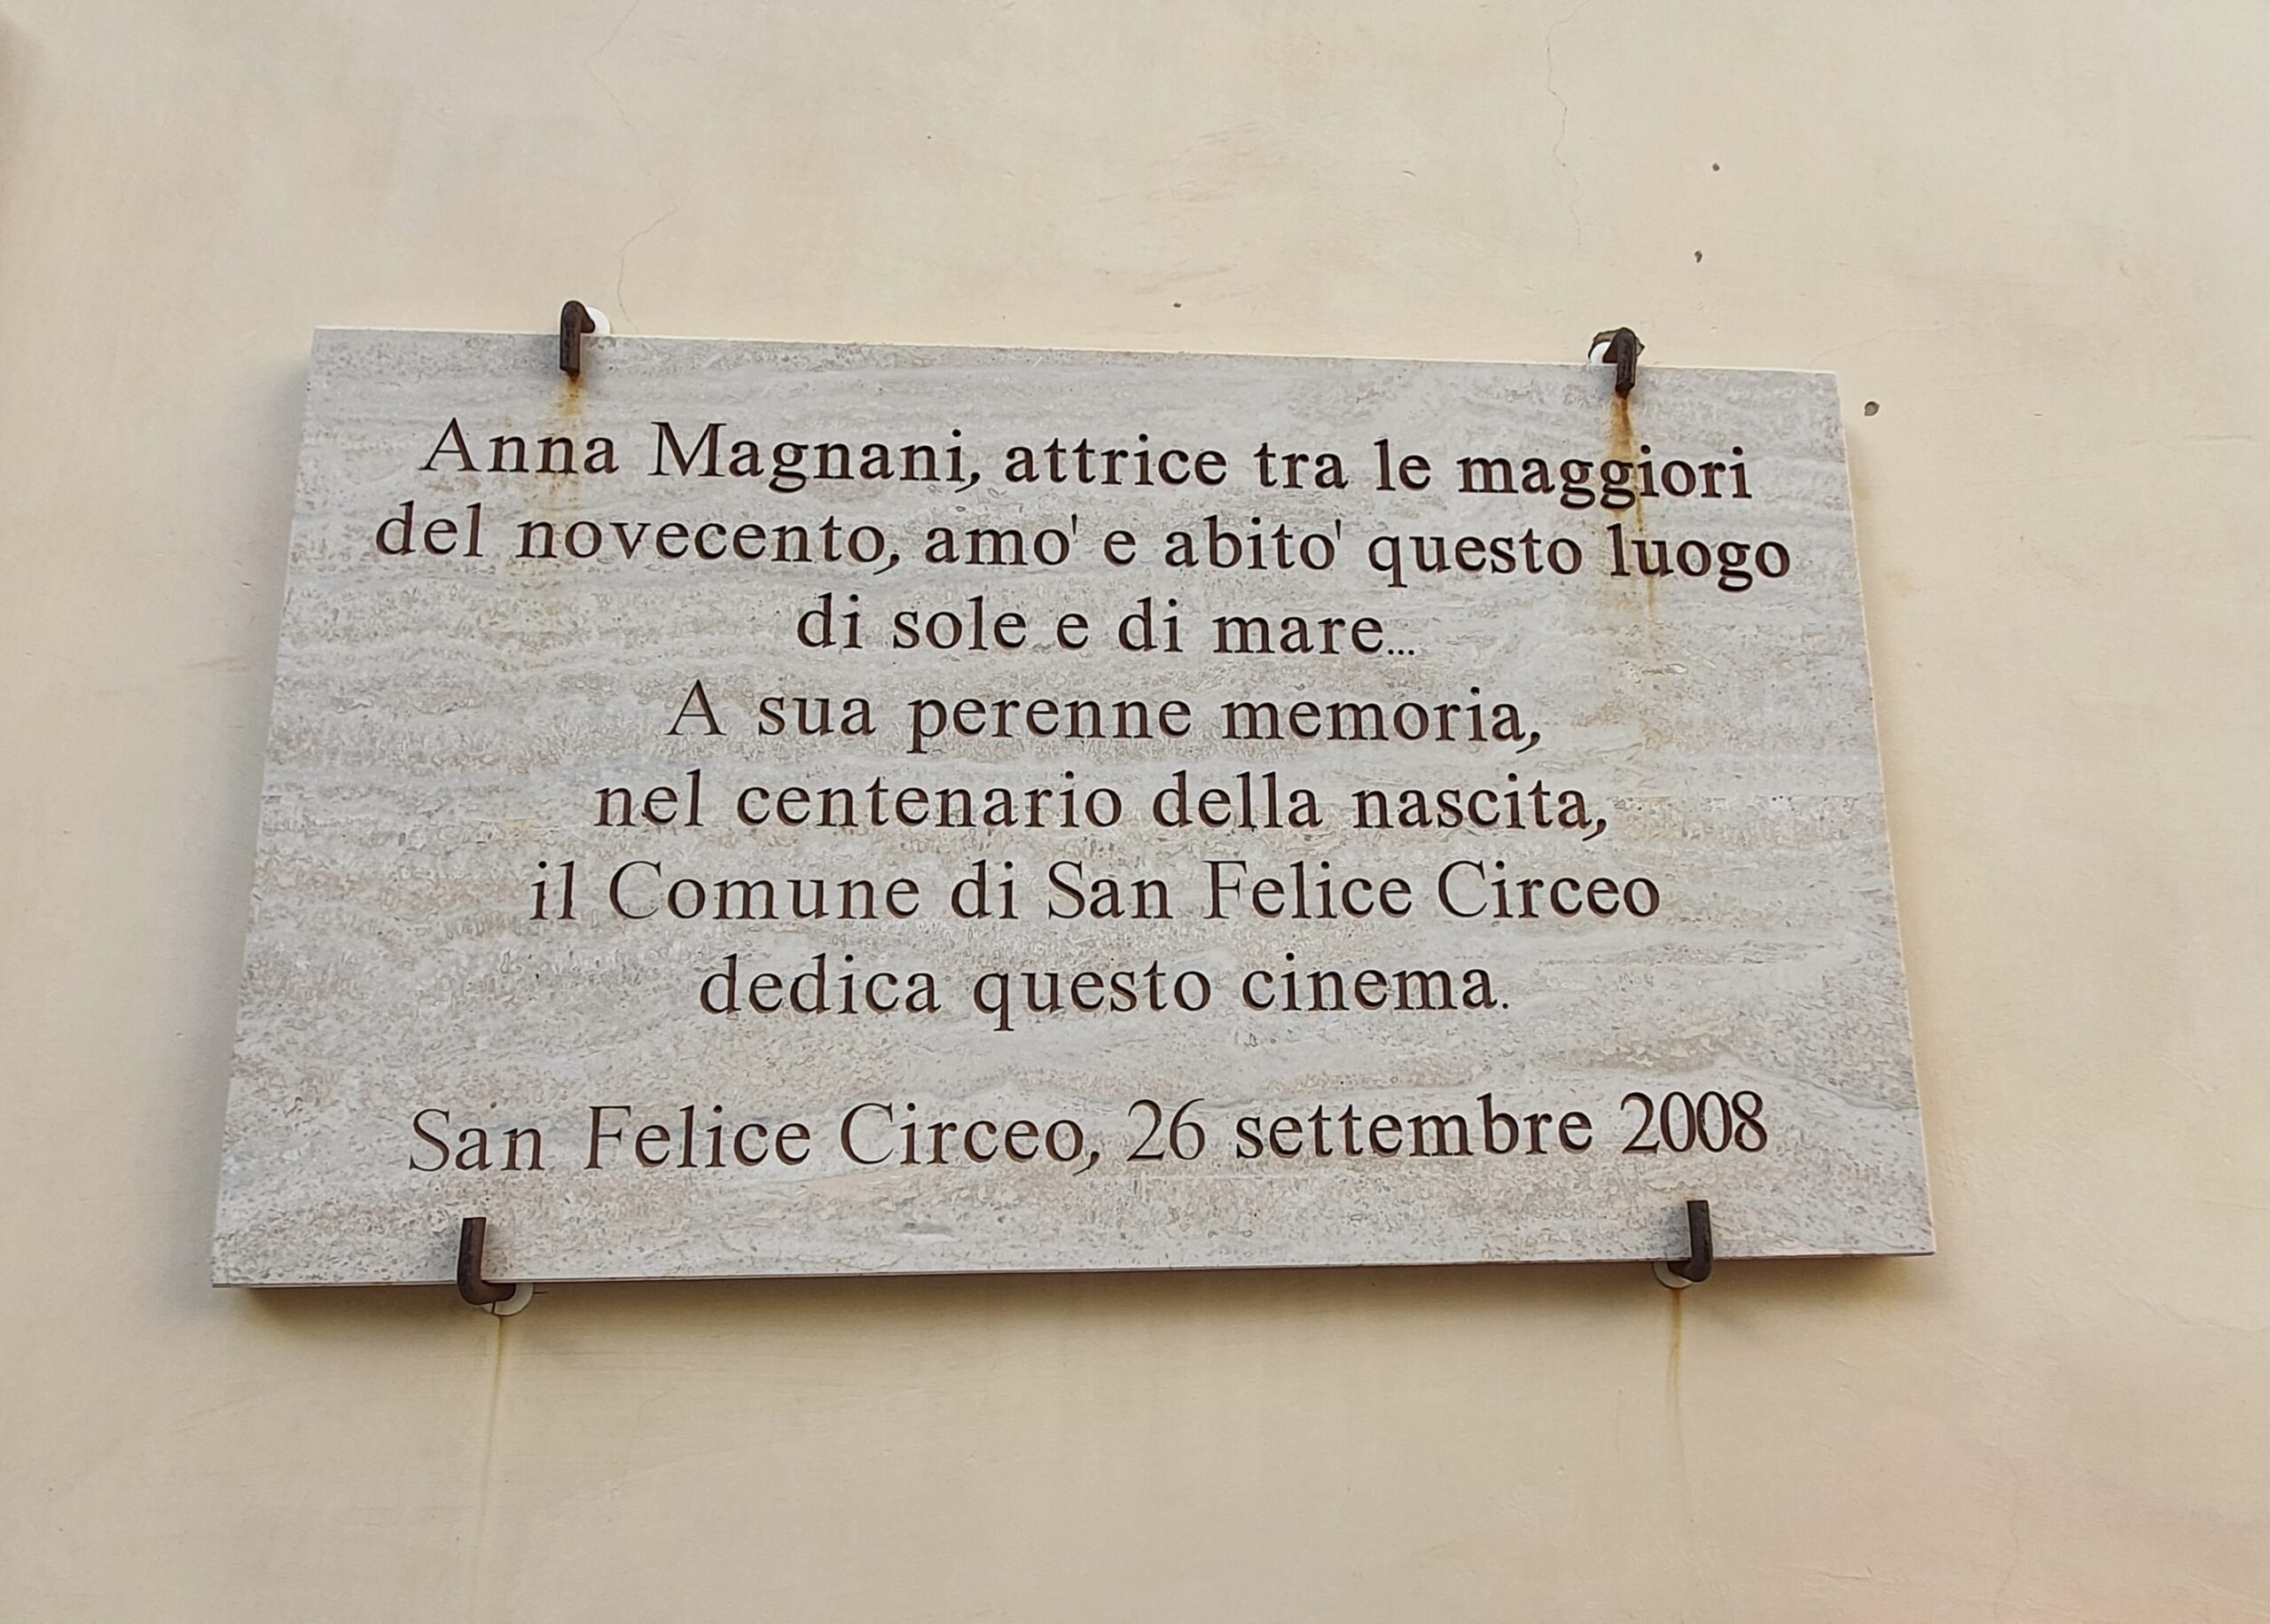 Anna Magnani, attrice tra le maggiori
del novecento, amo' e abito' questo luogo
di sole e di mare...
A sua perenne memoria,
nel centenario della nascita,
il Comune di San Felice Circeo
dedica questo cinema.
San Felice Circeo, 26 settembre 2008